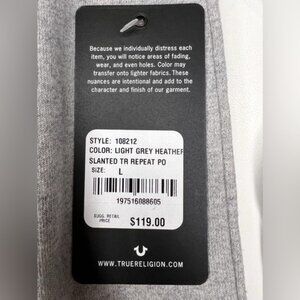 Because we individually distress each
item, you will notice areas of fading,
wear, and even holes. Color may
transfer onto lighter fabrics. These
nuances are intentional and add to the
character and finish of our garment.
STYLE: 108212
COLOR: LIGHT GREY HEATHER
SLANTED TR REPEAT PO
SIZE: L
197516088605
SUGG. RETAIL
PRICE $119.00
WWW.TRUERELIGION.COM